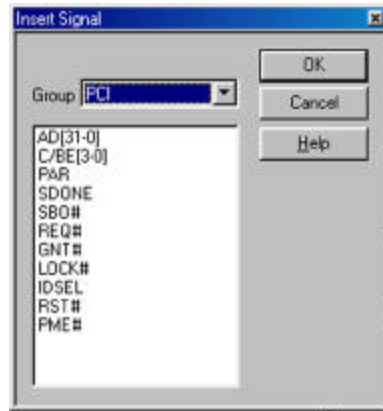 Insert Signal
OK
Group PCI
Cancel
Help
AD[31-0]
C/BE[3-0]
PAR
SDONE
SBO#
REQ#
GNT#
LOCK#
IDSEL
RST#
PME#